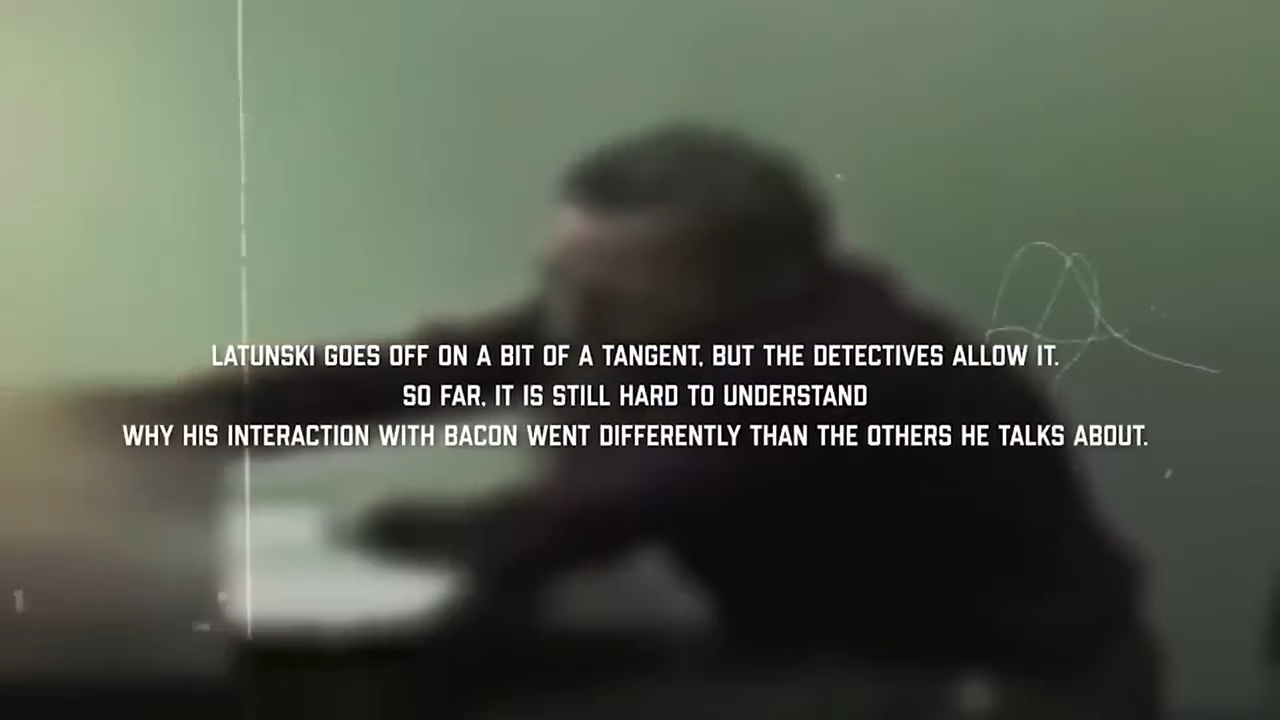 LATUNSKI GOES OFF ON A BIT OF A TANGENT, BUT THE DETECTIVES ALLOW IT.
SO FAR, IT IS STILL HARD TO UNDERSTAND
WHY HIS INTERACTION WITH BACON WENT DIFFERENTLY THAN THE OTHERS HE TALKS ABOUT.